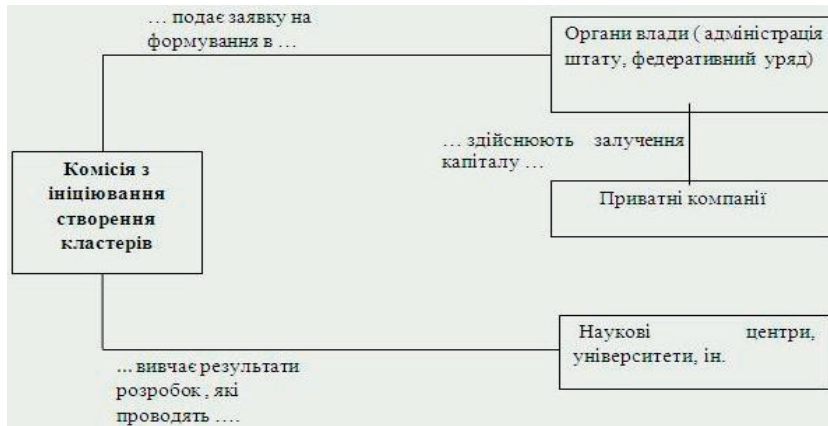 … подає заявку на
формування в …
Органи влади ( адміністрація
штату, федеративний уряд)
… здійснюють залучення
капіталу …
Комісія з
ініціювання
створення
кластерів
Приватні компанії
Наукові центри,
університети, ін.
... вивчає результати
розробок , які
проводять ….